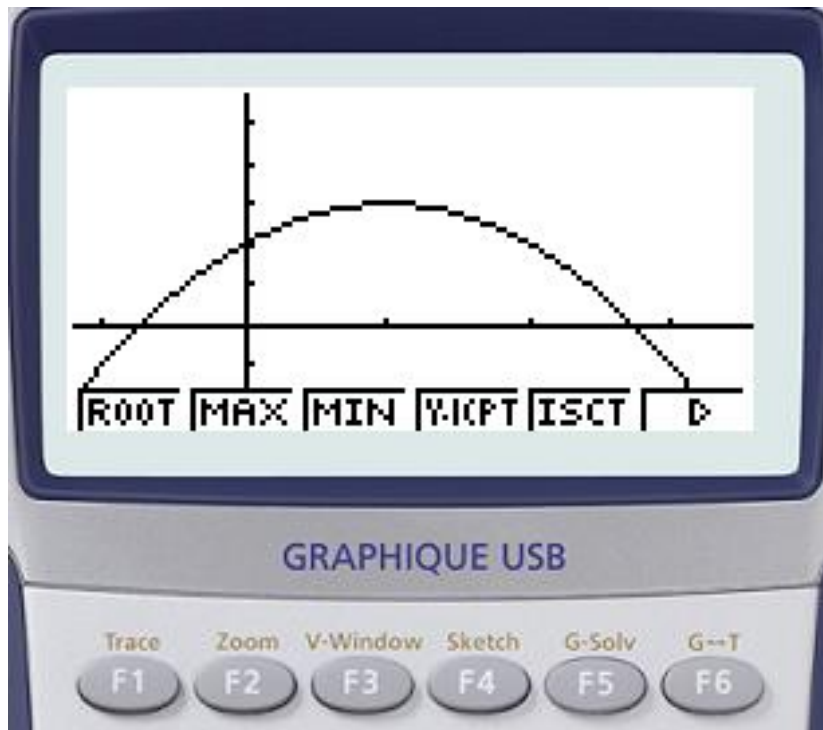 ROOT MAX MIN Y-ICPT ISCT
GRAPHIQUE USB
Trace Zoom V-Window Sketch G-Solv G↔T
F1 F2 F3 F4 F5 F6